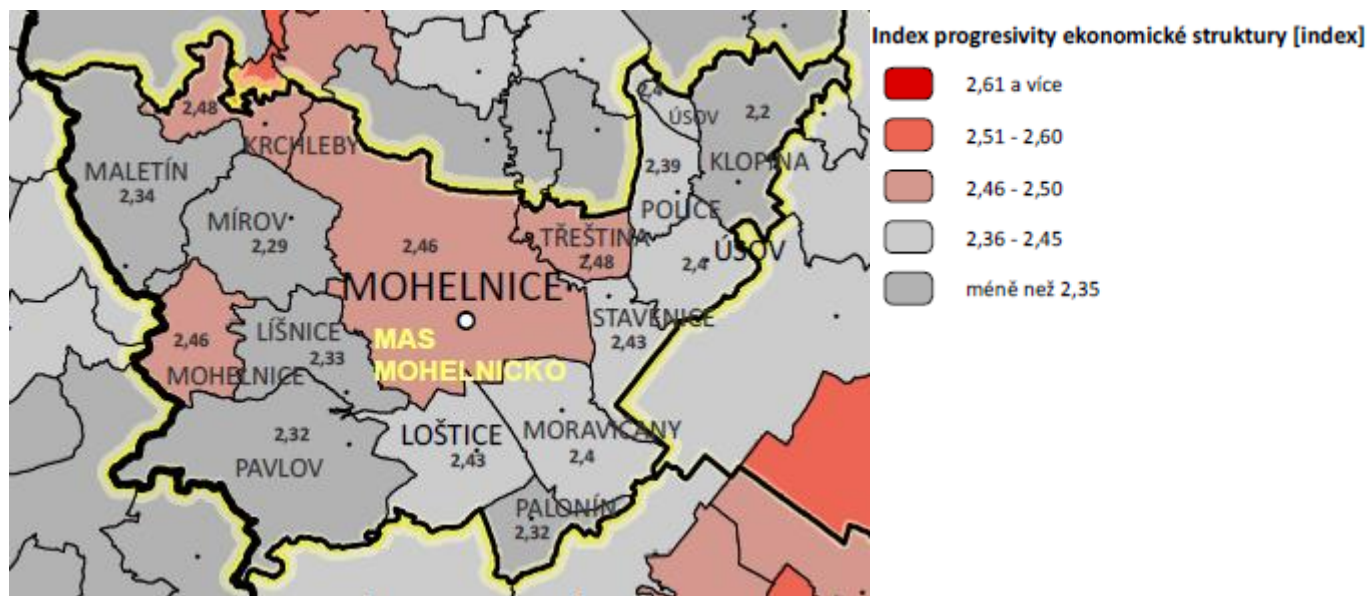 Index progresivity ekonomické struktury [index]
2,61 a více
2,51 - 2,60
2,46 - 2,50
2,36 - 2,45
méně než 2,35
2,48
KRCHLEBY
MALETÍN
2,34
MÍROV
2,29
2,4
ÚSOV
2,2
2,39
KLOPINA
POLICE
TŘEŠTINA
2,48
ÚSOV
2,4
2,46
MOHELNICE
STAVENICE
2,43
MAS
MOHELNICKO
2,46
MOHELNICE
LÍŠNICE
2,33
2,32
PAVLOV
LOŠTICE
2,43
MORAVIČANY
2,4
PALONÍN
2,32